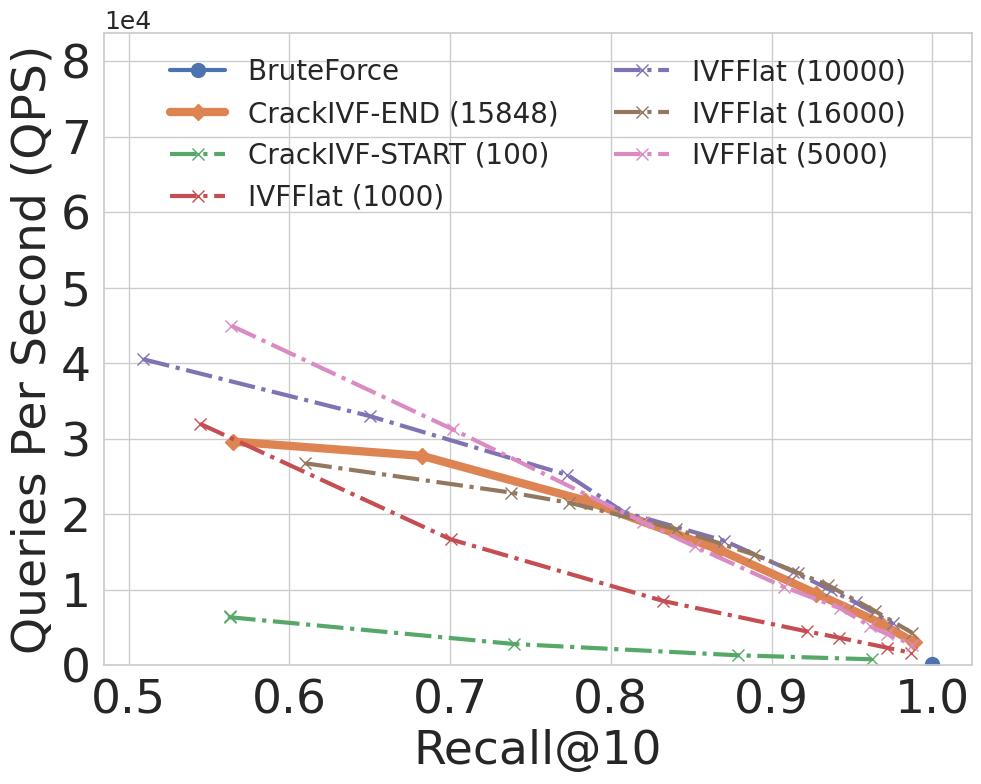 1e4
Queries Per Second (QPS)
8
7
6
5
4
3
2
1
0
BruteForce
CrackIVF-END (15848)
CrackIVF-START (100)
IVFFlat (1000)
IVFFlat (10000)
IVFFlat (16000)
IVFFlat (5000)
0.5 0.6 0.7 0.8 0.9 1.0
Recall@10